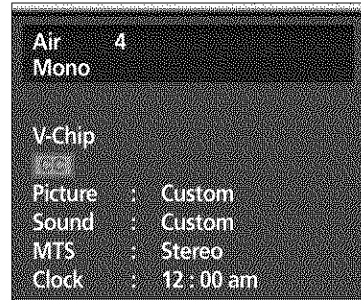 Air 4
Mono
V-Chip
Picture : Custom
Sound : Custom
MTS : Stereo
Clock : 12 : 00 am